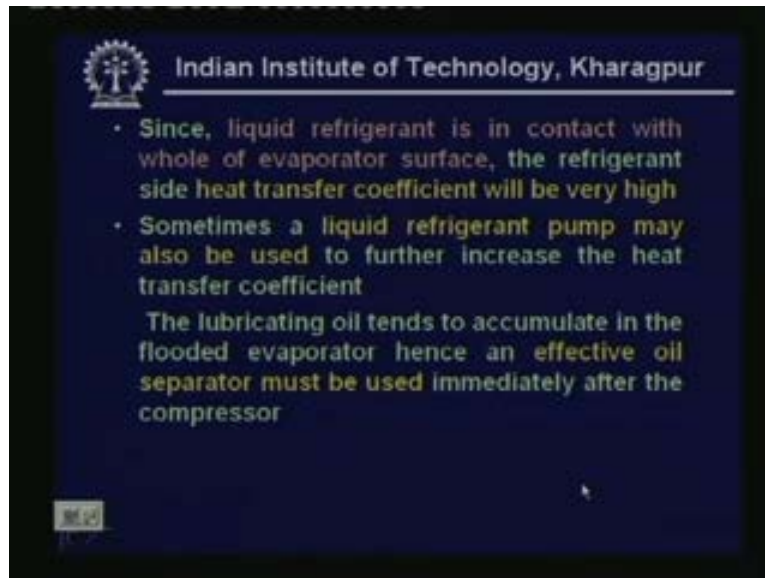 Indian Institute of Technology, Kharagpur
• Since, liquid refrigerant is in contact with
whole of evaporator surface, the refrigerant
side heat transfer coefficient will be very high
• Sometimes a liquid refrigerant pump may
also be used to further increase the heat
transfer coefficient
The lubricating oil tends to accumulate in the
flooded evaporator hence an effective oil
separator must be used immediately after the
compressor